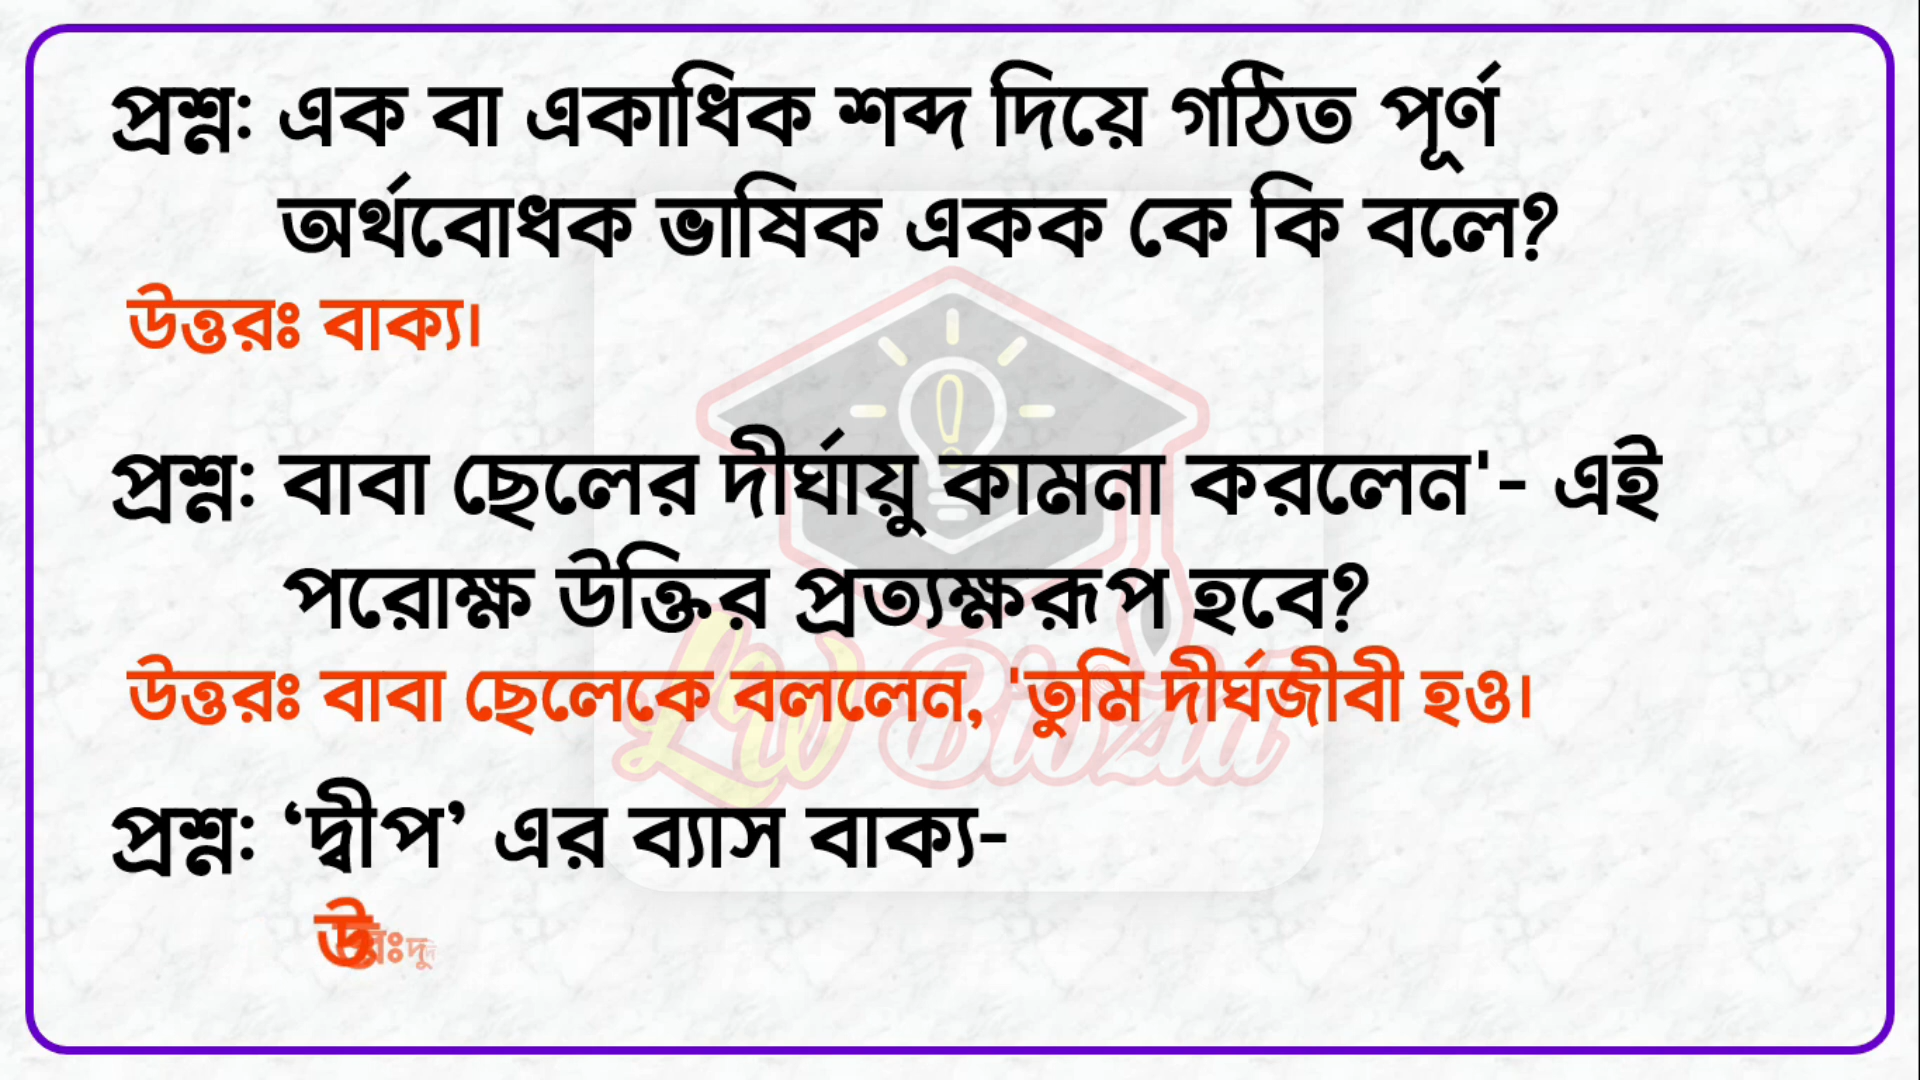 প্রশ্ন: এক বা একাধিক শব্দ দিয়ে গঠিত পূর্ণ
অর্থবোধক ভাষিক একক কে কি বলে?
উত্তরঃ বাক্য।
প্রশ্ন: বাবা ছেলের দীর্ঘায়ু কামনা করলেন'- এই
পরোক্ষ উক্তির প্রত্যক্ষরূপ হবে?
উত্তরঃ বাবা ছেলেকে বললেন, 'তুমি দীর্ঘজীবী হও।
প্রশ্ন: ‘দ্বীপ’ এর ব্যাস বাক্য-